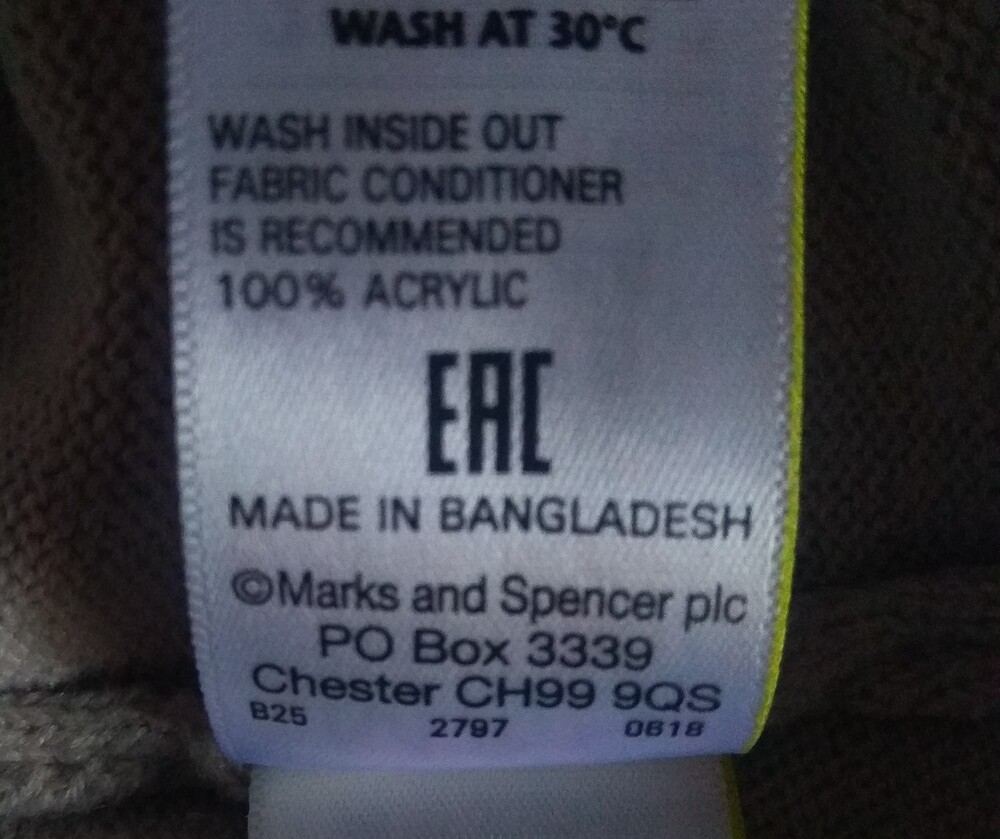 WASH AT 30°C
WASH INSIDE OUT
FABRIC CONDITIONER
IS RECOMMENDED
100% ACRYLIC
EAC
MADE IN BANGLADESH
©Marks and Spencer plc
PO Box 3339
Chester CH99 9QS
B25 2797 0818